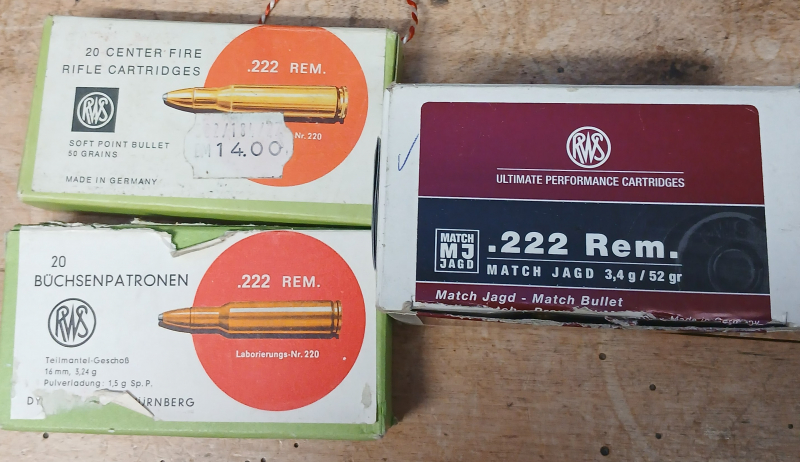 20 CENTER FIRE
RIFLE CARTRIDGES
.222 REM.
RWS
Nr. 220
14.00
SOFT POINT BULLET
50 GRAINS
MADE IN GERMANY
20
BÜCHSENPATRONEN
.222 REM.
RWS
Laborierungs-Nr. 220
Teilmantel-Geschoß
16 mm, 3,24 g
Pulverladung: 1,5 g Sp. P.
RWS
ULTIMATE PERFORMANCE CARTRIDGES
MATCH
MJ
JAGD
.222 Rem.
MATCH JAGD 3,4 g / 52 gr
Match Jagd - Match Bullet
Made in Germany